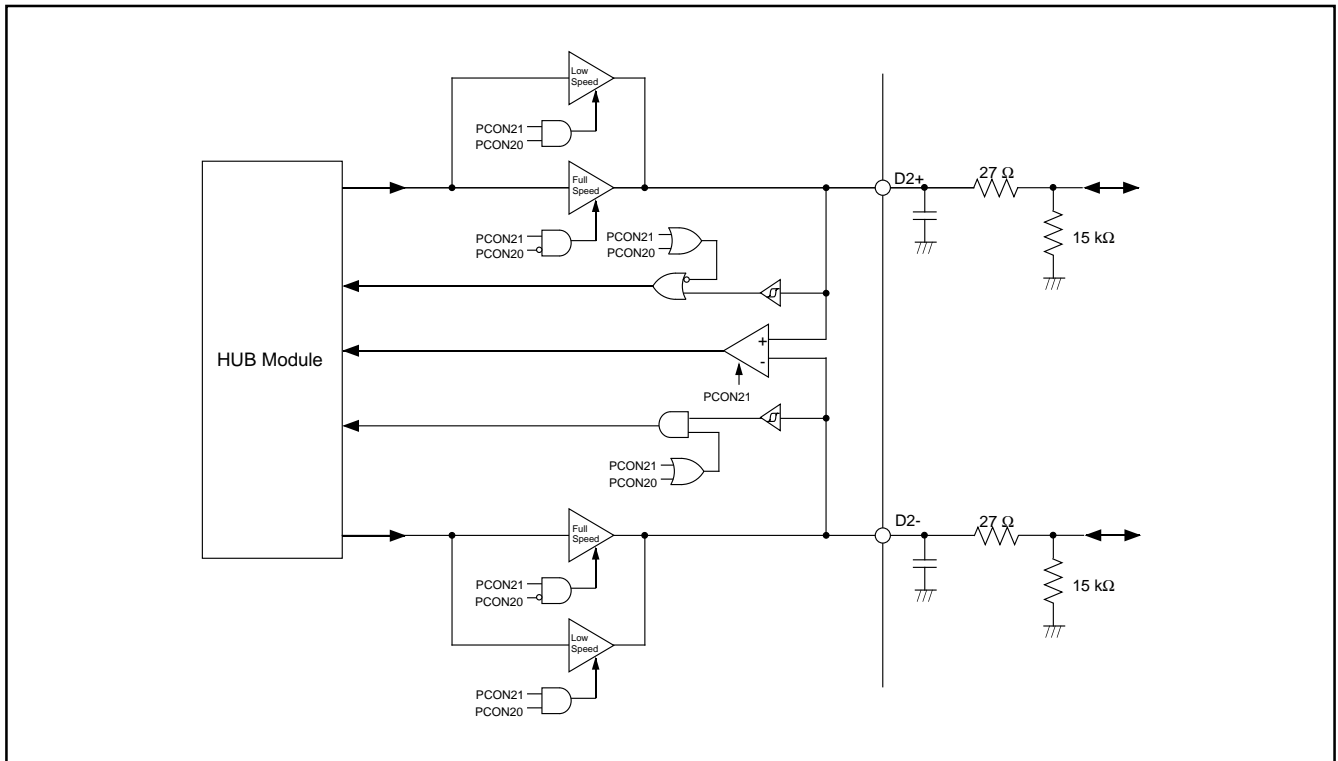 Low
Speed
PCON21
PCON20
Full
Speed
D2+
27 Ω
PCON21
PCON20
PCON21
PCON20
15 kΩ
HUB Module
+
-
PCON21
PCON21
PCON20
Full
Speed
D2-
27 Ω
PCON21
PCON20
15 kΩ
Low
Speed
PCON21
PCON20